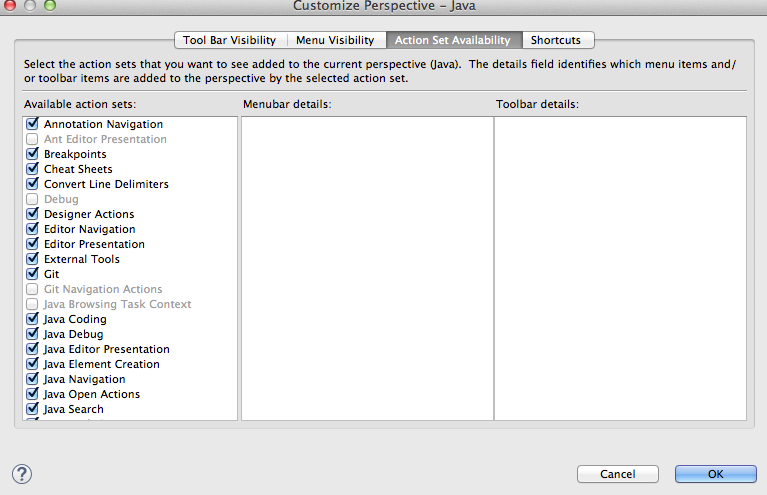 Customize Perspective – Java
Tool Bar Visibility Menu Visibility Action Set Availability Shortcuts
Select the action sets that you want to see added to the current perspective (Java). The details field identifies which menu items and/
or toolbar items are added to the perspective by the selected action set.
Available action sets: Menubar details: Toolbar details:
Annotation Navigation
Ant Editor Presentation
Breakpoints
Cheat Sheets
Convert Line Delimiters
Debug
Designer Actions
Editor Navigation
Editor Presentation
External Tools
Git
Git Navigation Actions
Java Browsing Task Context
Java Coding
Java Debug
Java Editor Presentation
Java Element Creation
Java Navigation
Java Open Actions
Java Search
? Cancel OK